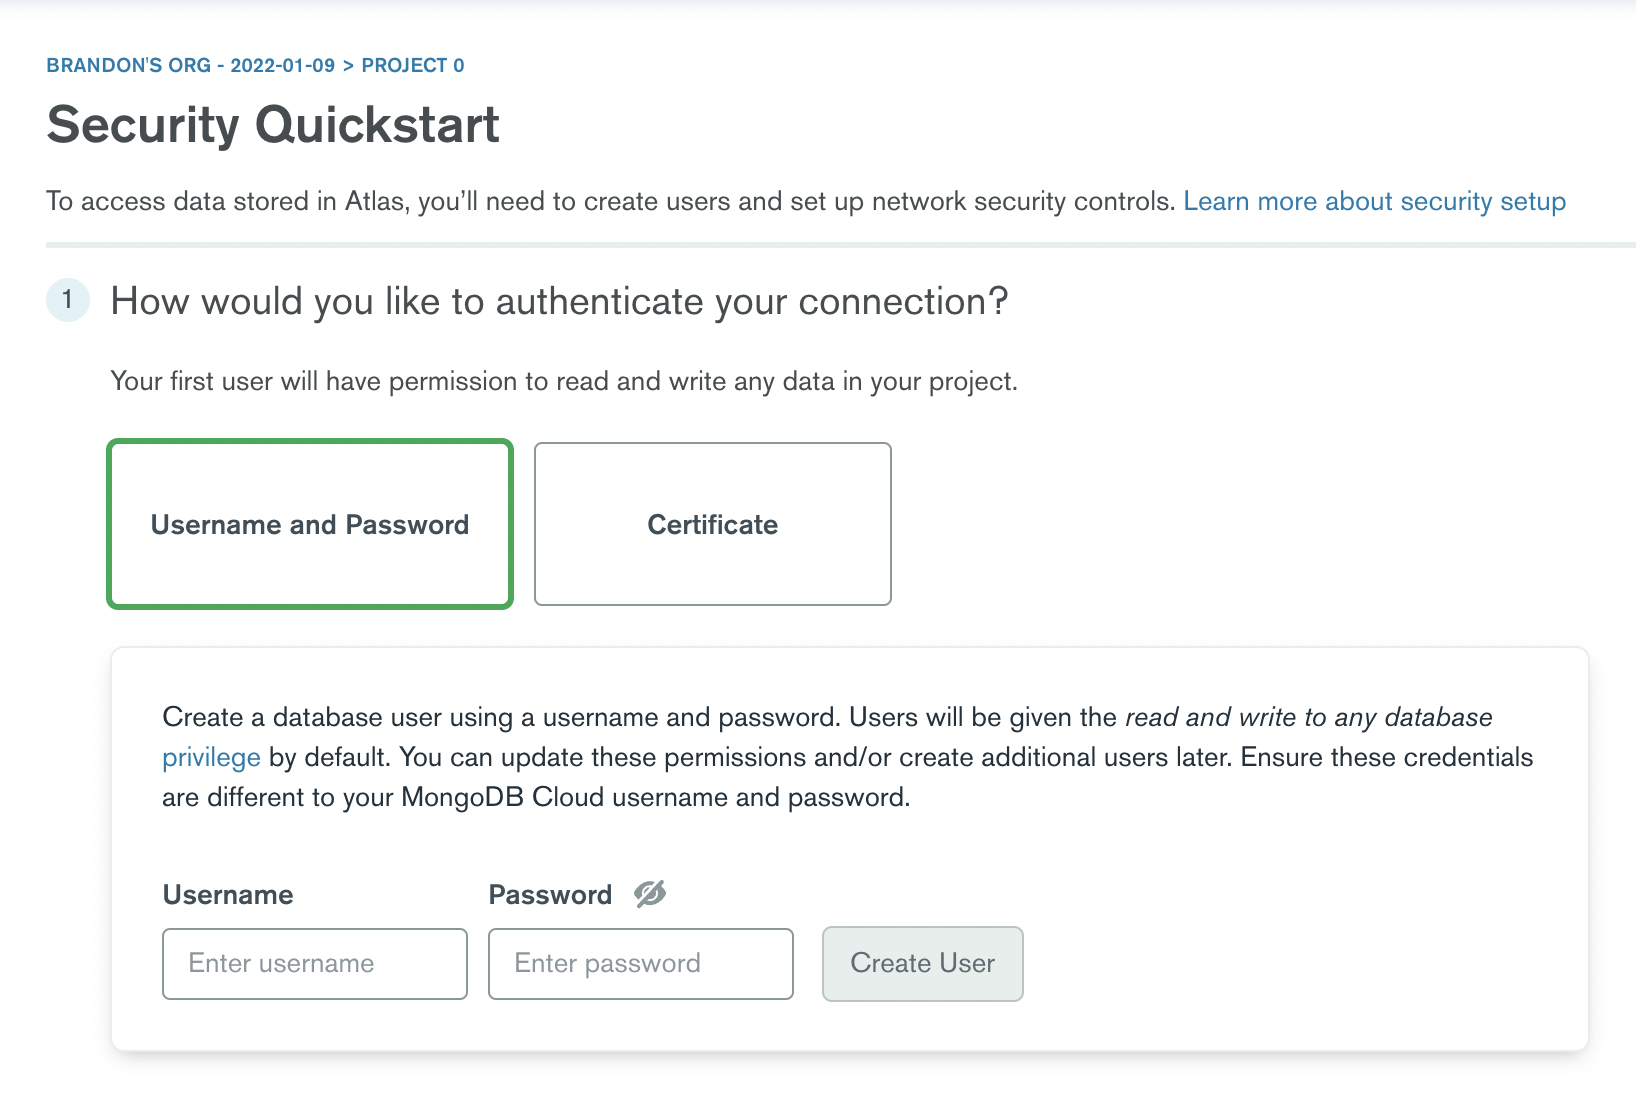 BRANDON'S ORG - 2022-01-09 > PROJECT 0
Security Quickstart
To access data stored in Atlas, you’ll need to create users and set up network security controls. Learn more about security setup
1 How would you like to authenticate your connection?
Your first user will have permission to read and write any data in your project.
Username and Password Certificate
Create a database user using a username and password. Users will be given the read and write to any database
privilege by default. You can update these permissions and/or create additional users later. Ensure these credentials
are different to your MongoDB Cloud username and password.
Username Password
Enter username Enter password Create User